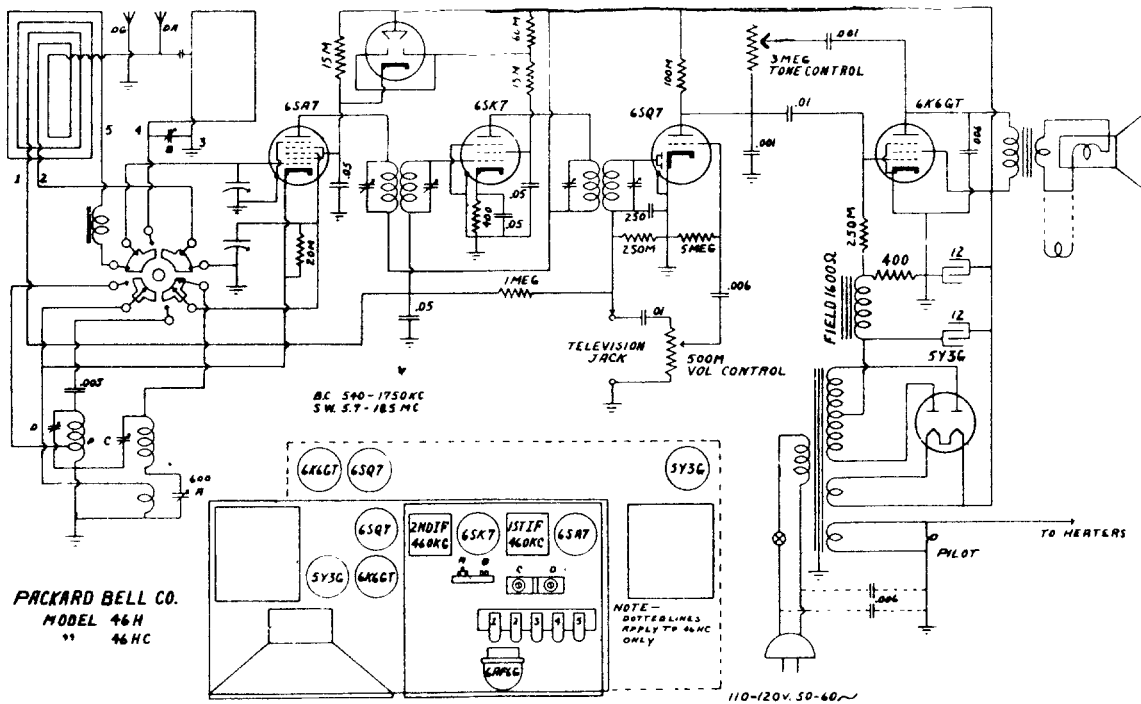 DG
DA
5
4
B
3
1
2
15M
6SA7
.05
20M
60M
15M
6SK7
400
.05
.05
.05
6SQ7
100M
250
250M
5MEG
1MEG
.006
.01
TELEVISION
JACK
500M
VOL CONTROL
3MEG
TONE CONTROL
.001
.001
.01
6K6GT
.006
250M
400
12
12
FIELD 1600Ω
5Y3G
PILOT
TO HEATERS
.006
110-120V. 50-60~
.005
D
P
C
600
A
B.C. 540-1750KC
S.W. 5.7-18.5 MC
6K6GT
6SQ7
5Y3G
6SQ7
5Y3G
6K6GT
2ND IF
460KC
6SK7
1ST IF
460KC
6SA7
A
B
C
D
1
2
3
4
5
6AF6G
NOTE-
DOTTED LINES
APPLY TO 46HC
ONLY
PACKARD BELL CO.
MODEL 46H
" 46HC